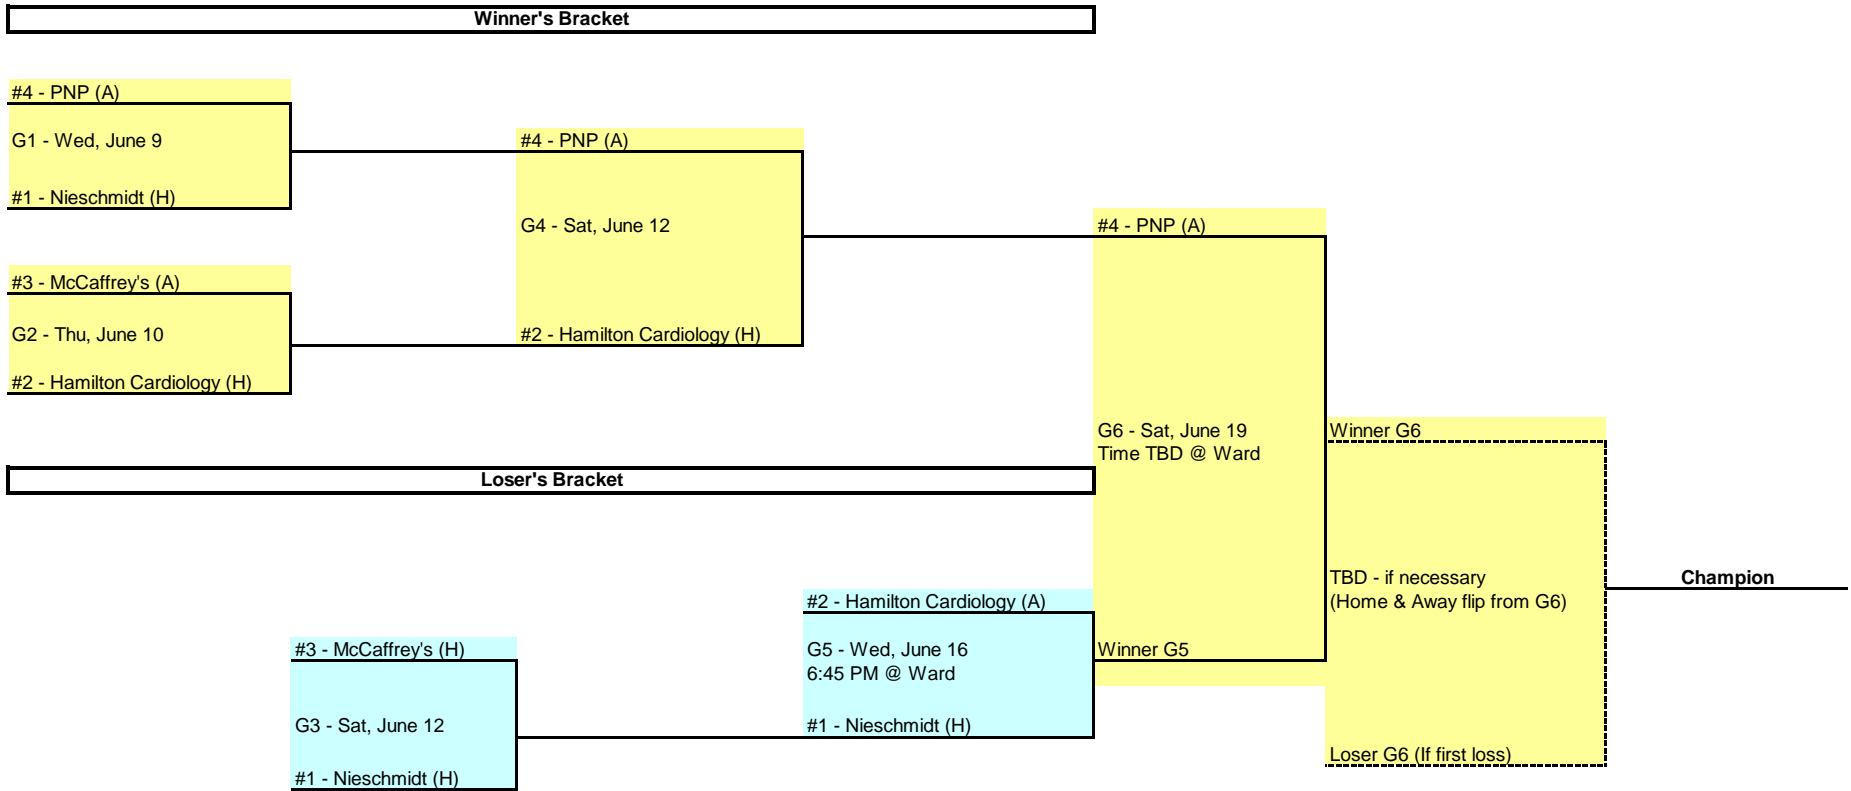 Winner's Bracket
#4 - PNP (A)
G1 - Wed, June 9
#1 - Nieschmidt (H)
#3 - McCaffrey's (A)
G2 - Thu, June 10
#2 - Hamilton Cardiology (H)
#4 - PNP (A)
G4 - Sat, June 12
#2 - Hamilton Cardiology (H)
#4 - PNP (A)
G6 - Sat, June 19
Time TBD @ Ward
Winner G5
Winner G6
TBD - if necessary
(Home & Away flip from G6)
Loser G6 (If first loss)
Champion
Loser's Bracket
#3 - McCaffrey's (H)
G3 - Sat, June 12
#1 - Nieschmidt (H)
#2 - Hamilton Cardiology (A)
G5 - Wed, June 16
6:45 PM @ Ward
#1 - Nieschmidt (H)